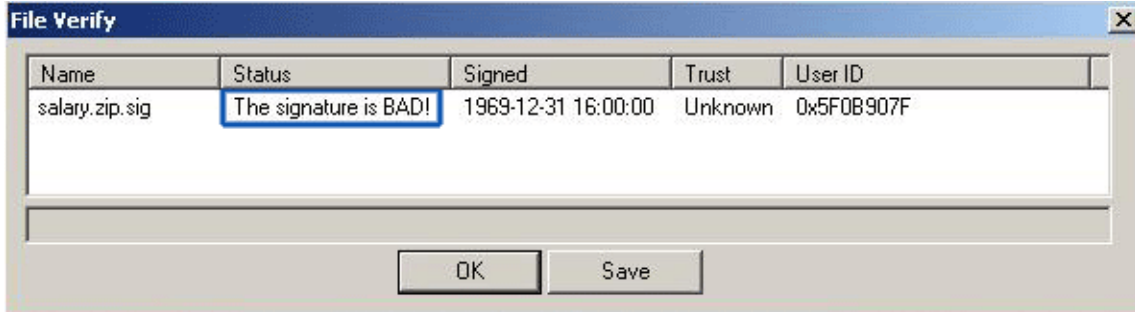 File Verify
Name Status Signed Trust User ID
salary.zip.sig The signature is BAD! 1969-12-31 16:00:00 Unknown 0x5F0B907F
OK Save